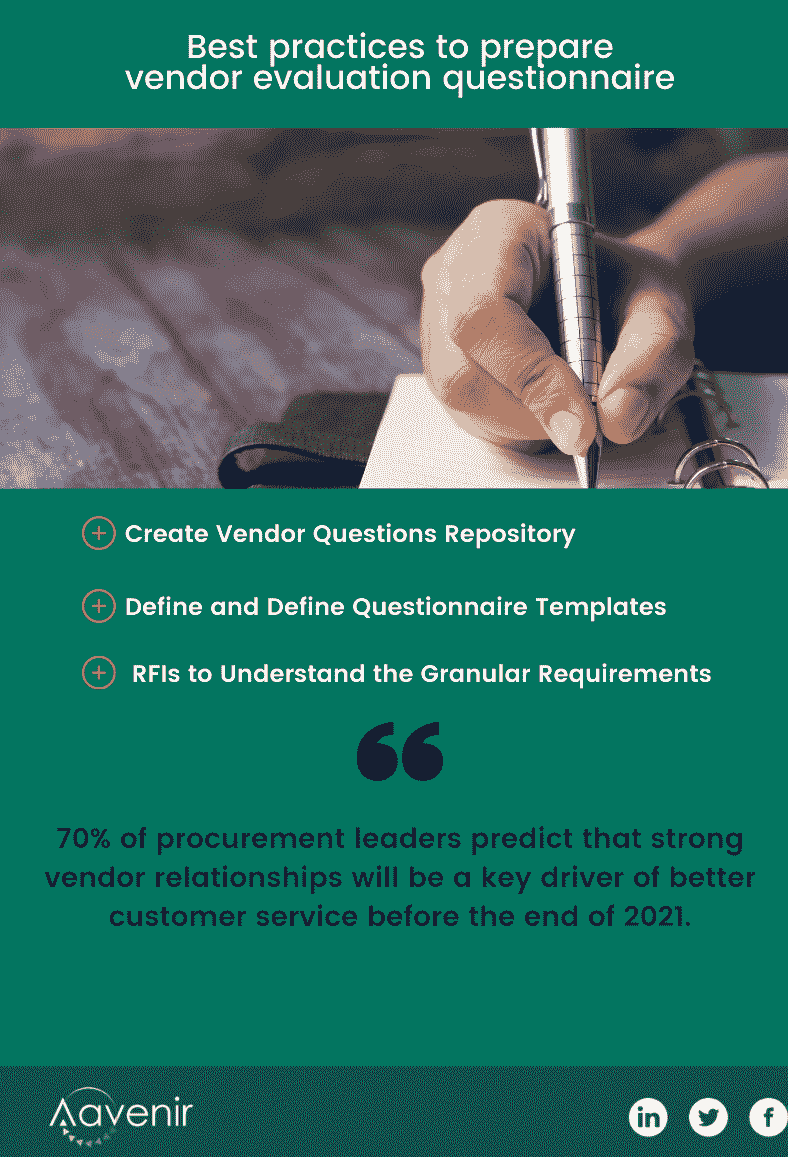 Best practices to prepare
vendor evaluation questionnaire
Create Vendor Questions Repository
Define and Define Questionnaire Templates
RFIs to Understand the Granular Requirements
“
70% of procurement leaders predict that strong
vendor relationships will be a key driver of better
customer service before the end of 2021.
Aavenir
in
f